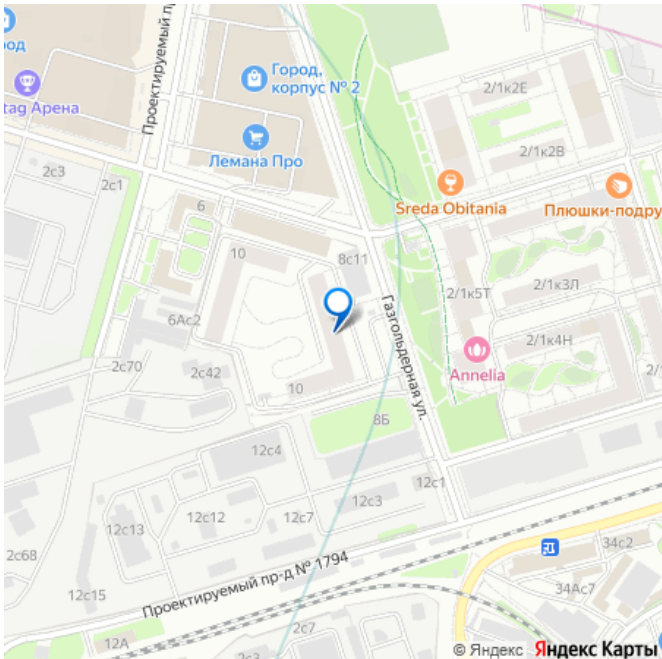 Проектируемый пр
род
tag Арена
Город,
корпус № 2
Лемана Про
2/1к2Е
2/1к2В
Sreda Obitania
Плюшки-подру
2с3
2с1
6
10
8с11
2/1к5Т
2/1к3Л
6Ас2
Газгольдерная ул.
2/1к4Н
2с70
2с42
10
Annelia
8Б
12с4
12с1
12с3
12с13
12с12
12с7
2с68
Проектируемый пр-д № 1794
34с2
34Ас7
12с15
12А
2с7
© Яндекс Яндекс Карты